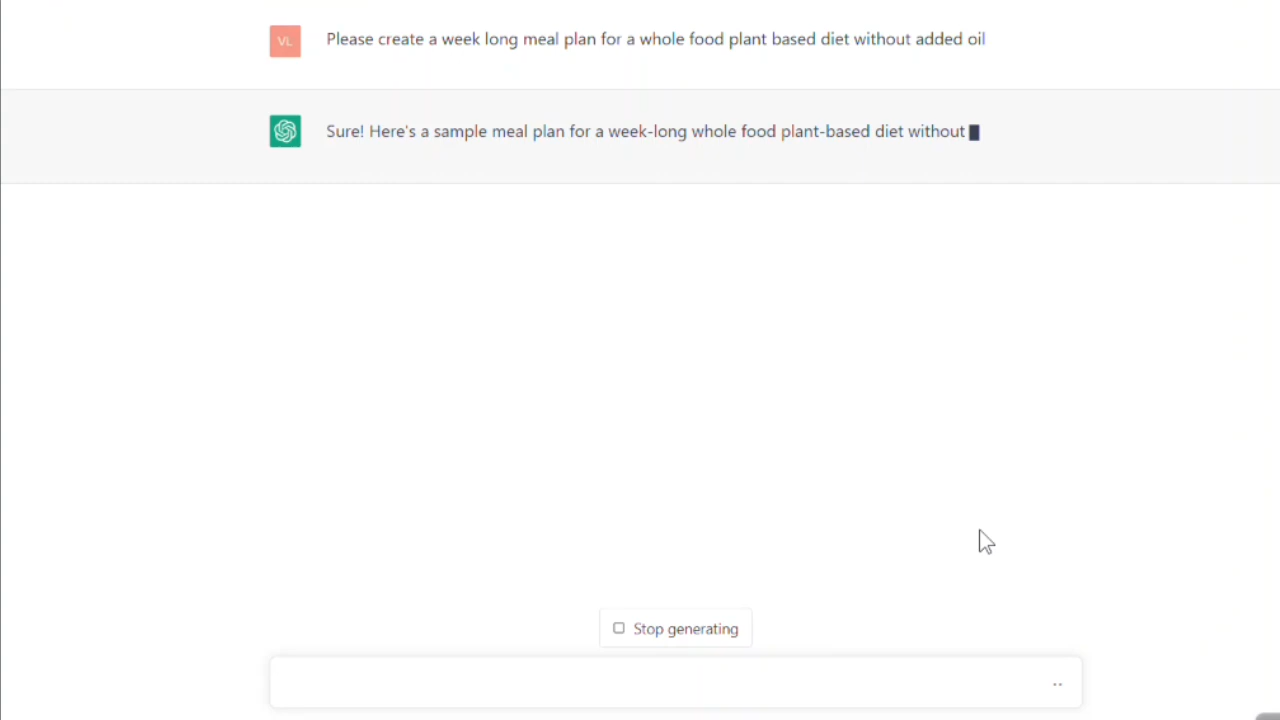 VL
Please create a week long meal plan for a whole food plant based diet without added oil
Sure! Here's a sample meal plan for a week-long whole food plant-based diet without
Stop generating